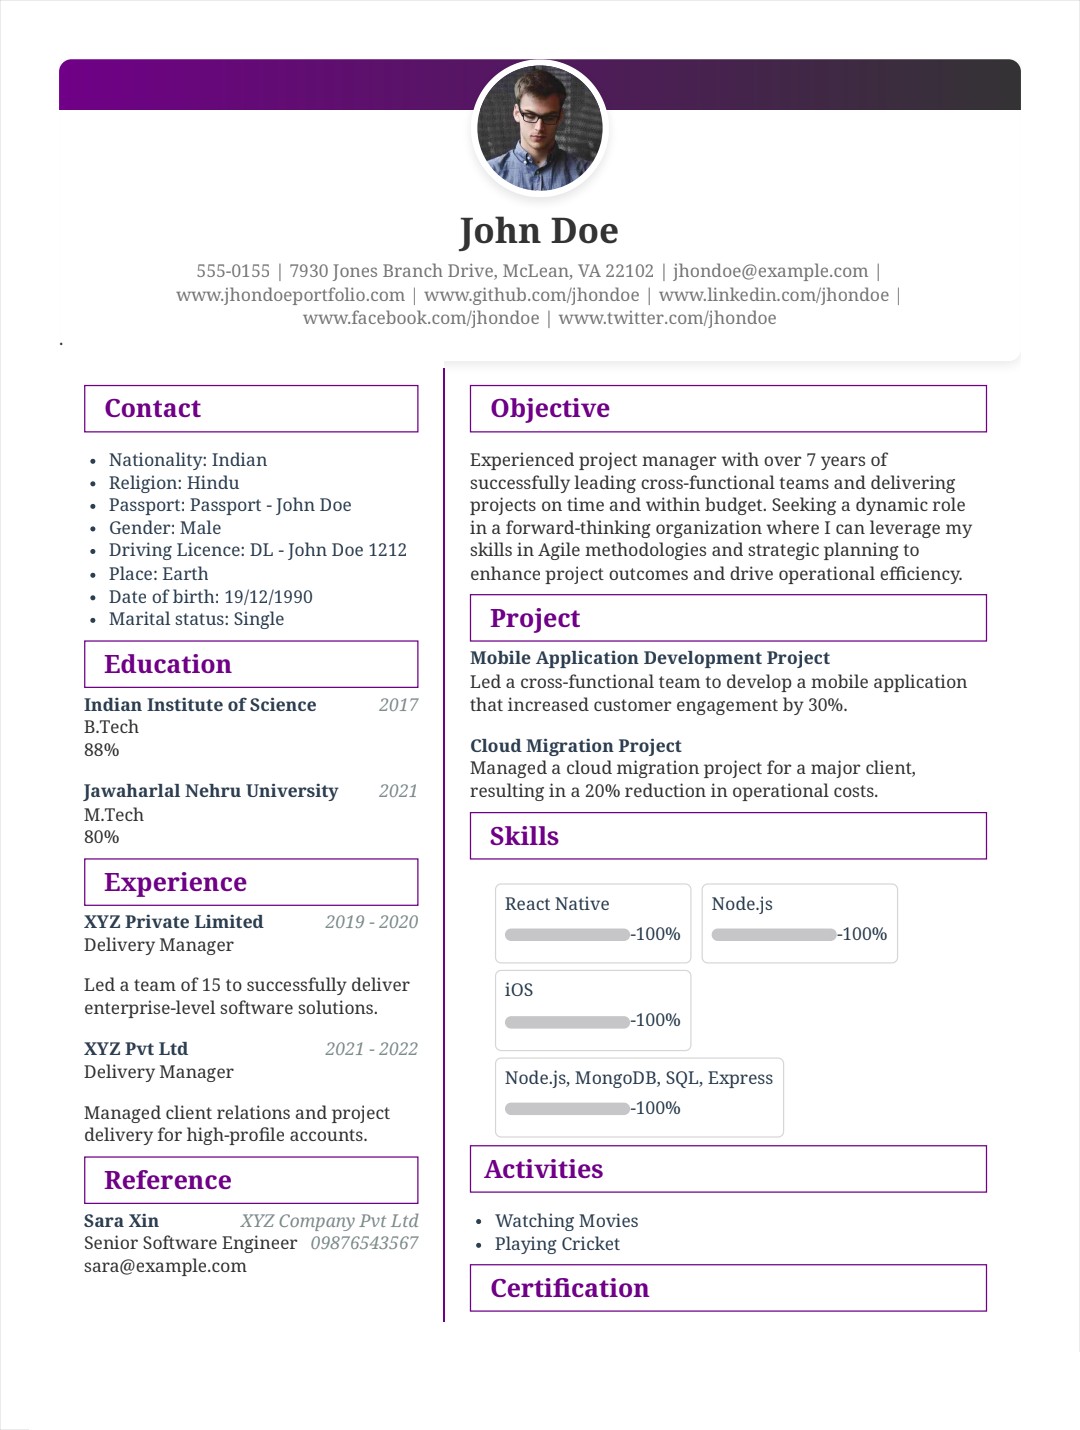 John Doe
555-0155 | 7930 Jones Branch Drive, McLean, VA 22102 | jhondoe@example.com |
www.jhondoeportfolio.com | www.github.com/jhondoe | www.linkedin.com/jhondoe |
www.facebook.com/jhondoe | www.twitter.com/jhondoe
.
Contact
• Nationality: Indian
• Religion: Hindu
• Passport: Passport - John Doe
• Gender: Male
• Driving Licence: DL - John Doe 1212
• Place: Earth
• Date of birth: 19/12/1990
• Marital status: Single
Education
Indian Institute of Science 2017
B.Tech
88%
Jawaharlal Nehru University 2021
M.Tech
80%
Experience
XYZ Private Limited 2019 - 2020
Delivery Manager
Led a team of 15 to successfully deliver
enterprise-level software solutions.
XYZ Pvt Ltd 2021 - 2022
Delivery Manager
Managed client relations and project
delivery for high-profile accounts.
Reference
Sara Xin XYZ Company Pvt Ltd
Senior Software Engineer 09876543567
sara@example.com
Objective
Experienced project manager with over 7 years of
successfully leading cross-functional teams and delivering
projects on time and within budget. Seeking a dynamic role
in a forward-thinking organization where I can leverage my
skills in Agile methodologies and strategic planning to
enhance project outcomes and drive operational efficiency.
Project
Mobile Application Development Project
Led a cross-functional team to develop a mobile application
that increased customer engagement by 30%.
Cloud Migration Project
Managed a cloud migration project for a major client,
resulting in a 20% reduction in operational costs.
Skills
React Native
-100%
Node.js
-100%
iOS
-100%
Node.js, MongoDB, SQL, Express
-100%
Activities
• Watching Movies
• Playing Cricket
Certification